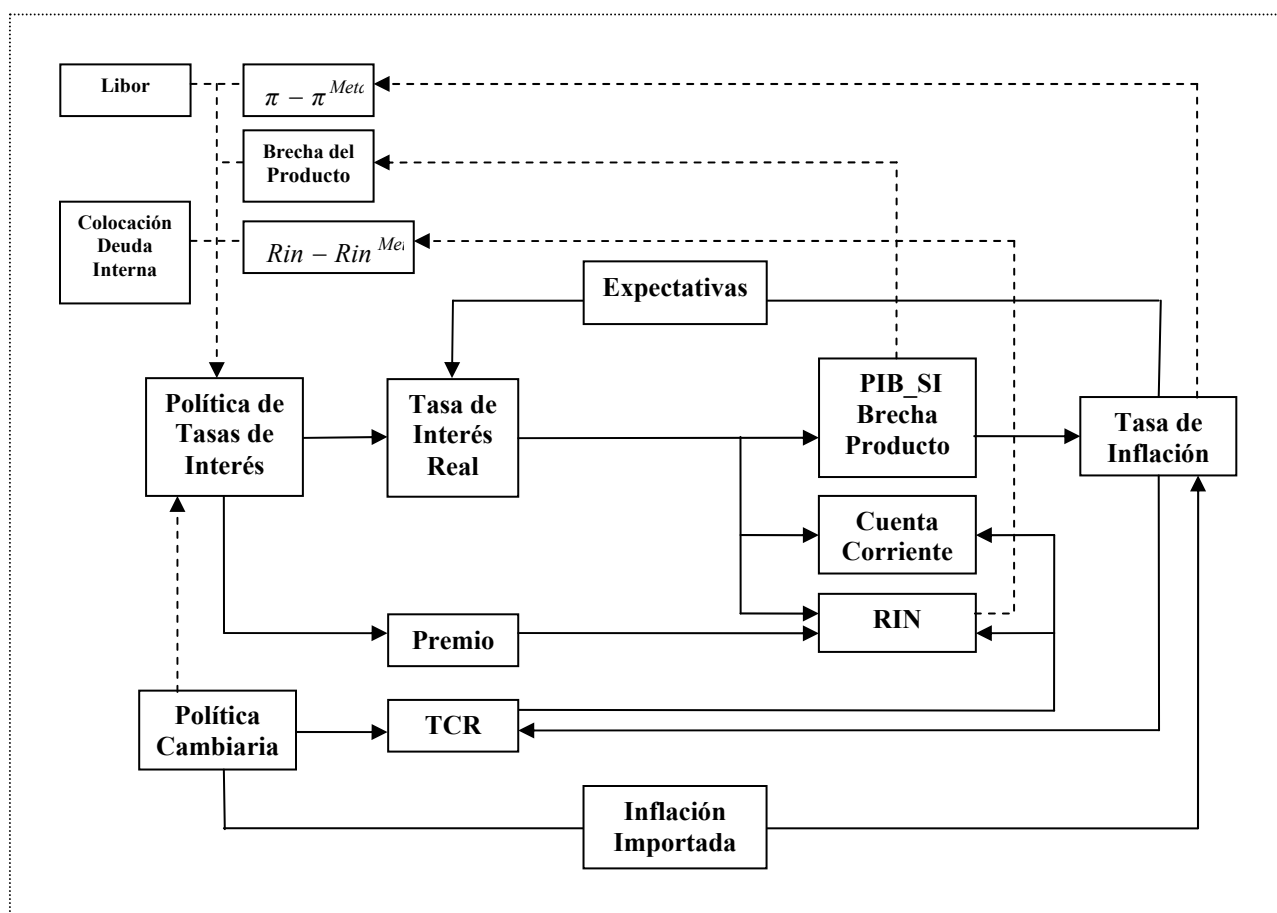 Libor
π − π Meta
Brecha del
Producto
Colocación
Deuda
Interna
Rin − Rin Met
Expectativas
Política de
Tasas de
Interés
Tasa de
Interés
Real
PIB_SI
Brecha
Producto
Tasa de
Inflación
Cuenta
Corriente
RIN
Premio
Política
Cambiaria
TCR
Inflación
Importada